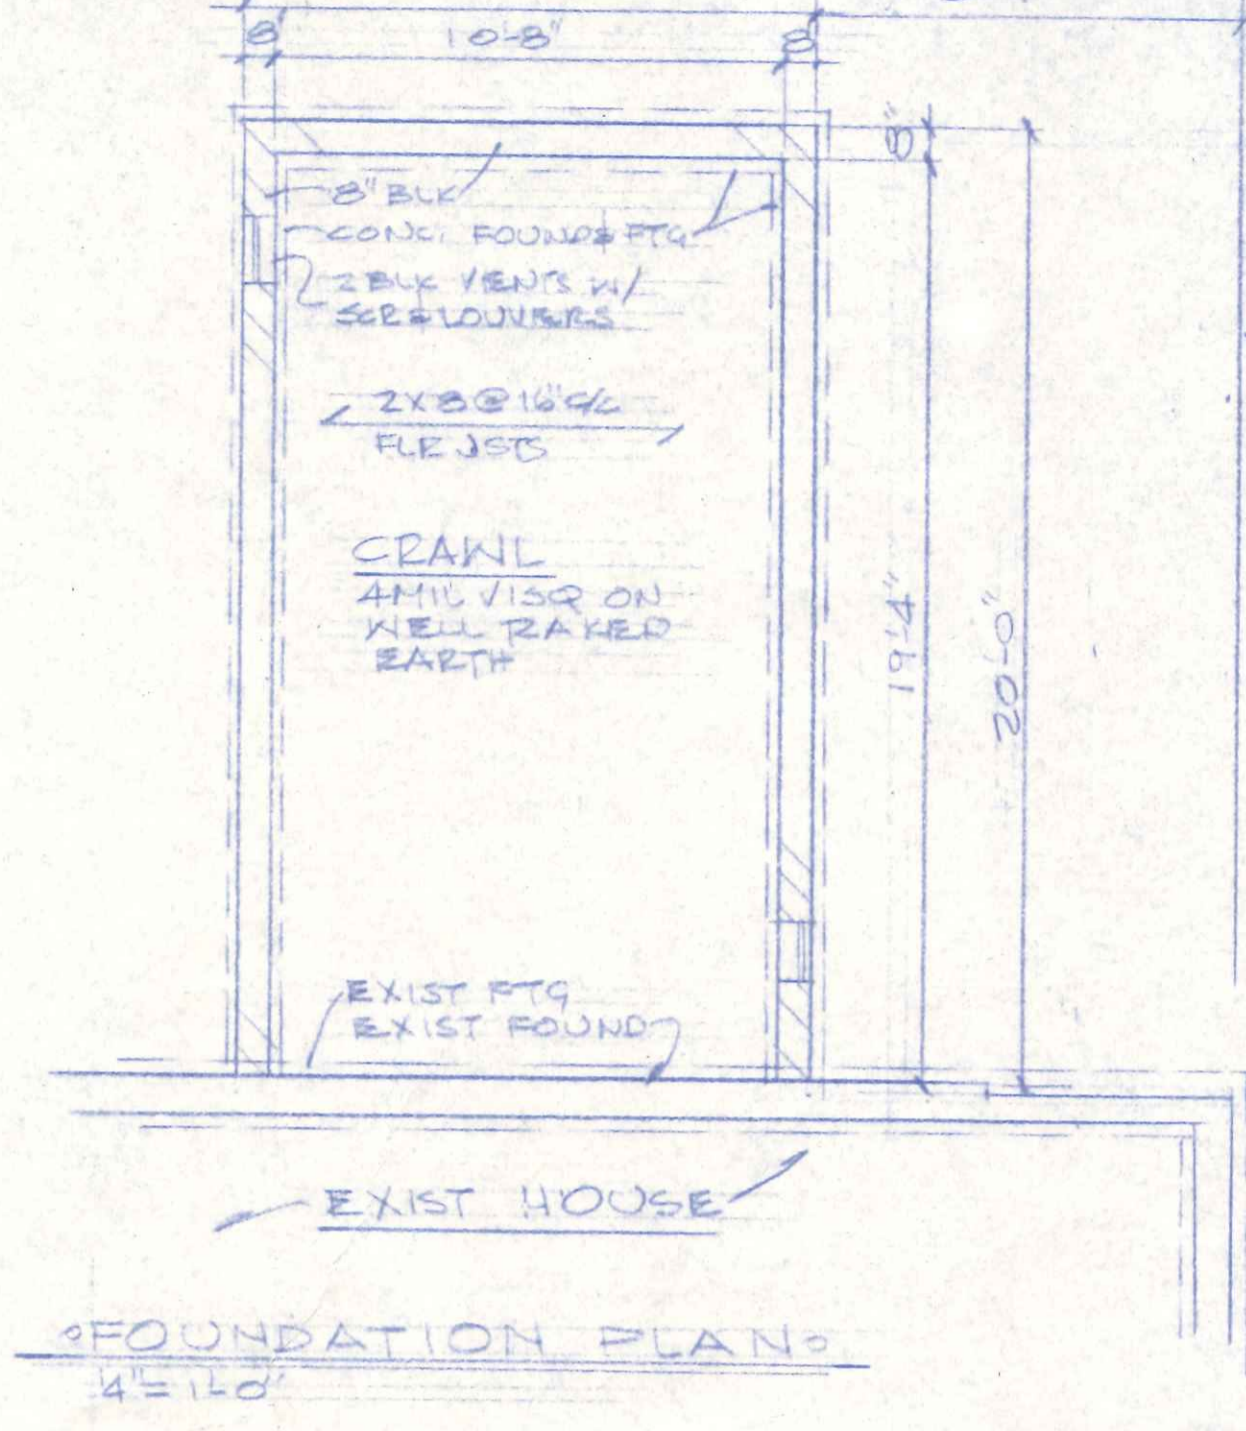 8"
10'-8"
8"
8"
8" BLK
CONC. FOUND & FTG
2 BLK VENTS W/
SCR & LOUVERS
2X8 @ 16" C/C
FLR JSTS
CRAWL
4 MIL VISQ ON
WELL RAKED
EARTH
19'-4"
20'-0"
EXIST FTG
EXIST FOUND
EXIST HOUSE
FOUNDATION PLAN
1/4" = 1'-0"